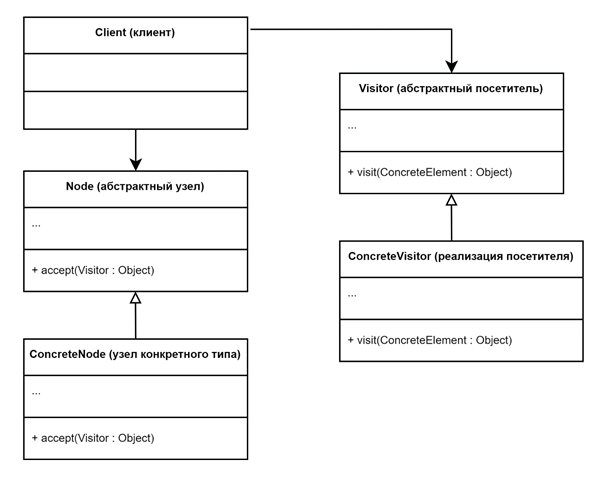 Client (клиент)
Visitor (абстрактный посетитель)
...
+ visit(ConcreteElement : Object)
Node (абстрактный узел)
...
+ accept(Visitor : Object)
ConcreteVisitor (реализация посетителя)
...
+ visit(ConcreteElement : Object)
ConcreteNode (узел конкретного типа)
...
+ accept(Visitor : Object)